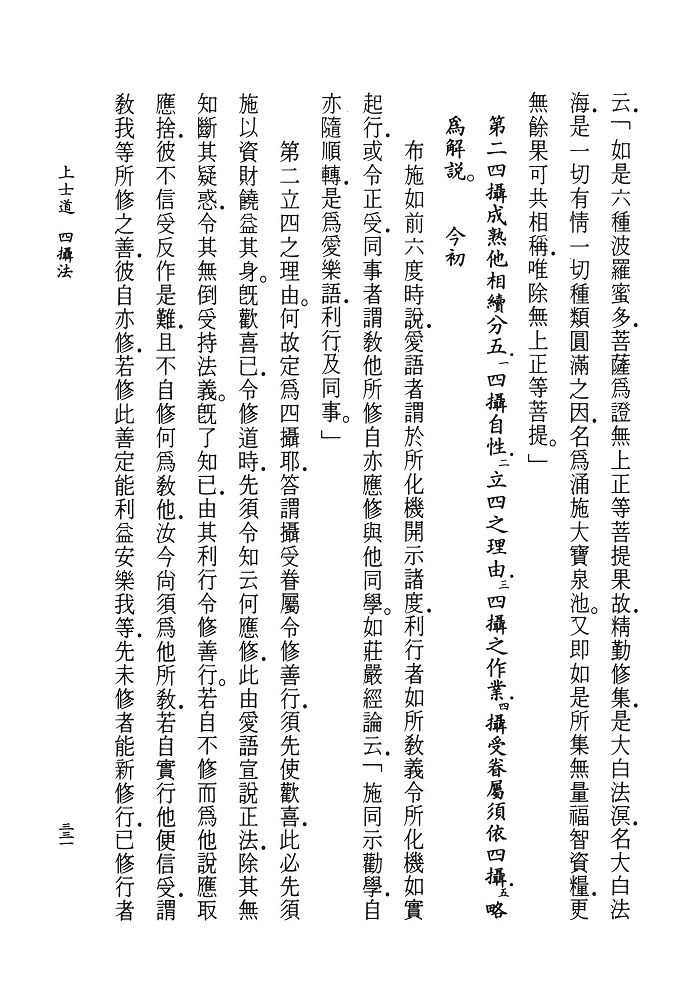 云．「如是六種波羅蜜多．菩薩爲證無上正等菩提果故．精勤修集．是大白法溟．名大白法
海．是一切有情一切種類圓滿之因．名爲涌施大寶泉池。又即如是所集無量福智資糧．更
無餘果可共相稱．唯除無上正等菩提。」
第二四攝成熟他相續分五．一四攝自性．二立四之理由．三四攝之作業．四攝受眷屬須依四攝．五略
爲解說。　今初
布施如前六度時說．愛語者謂於所化機開示諸度．利行者如所敎義令所化機如實
起行．或令正受．同事者謂敎他所修自亦應修與他同學。如莊嚴經論云．「施同示勸學．自
亦隨順轉．是爲愛樂語．利行及同事。」
第二立四之理由。何故定爲四攝耶．答謂攝受眷屬令修善行．須先使歡喜．此必先須
施以資財饒益其身。旣歡喜已．令修道時．先須令知云何應修．此由愛語宣說正法．除其無
知斷其疑惑．令其無倒受持法義。旣了知已．由其利行令修善行。若自不修而爲他說應取
應捨．彼不信受反作是難．且不自修何爲敎他．汝今尙須爲他所敎．若自實行他便信受．謂
敎我等所修之善．彼自亦修．若修此善定能利益安樂我等．先未修者能新修行．已修行者
上士道　四攝法
三三一